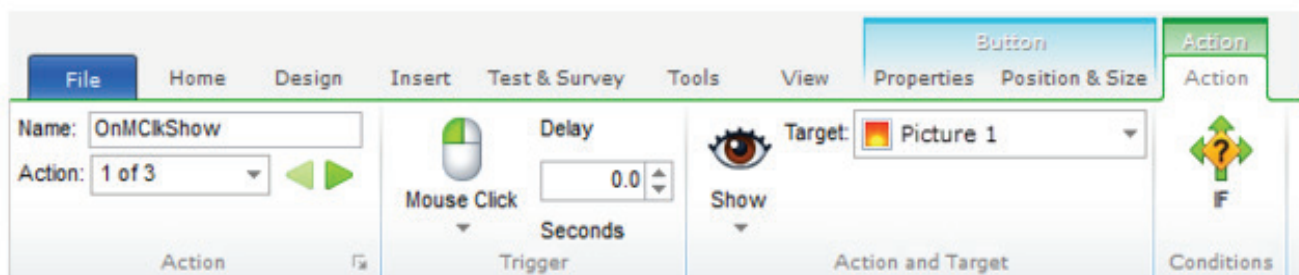 Button Action
File Home Design Insert Test & Survey Tools View Properties Position & Size Action
Name: OnMClkShow
Action: 1 of 3
Mouse Click
Delay
0.0
Seconds
Show
Target: Picture 1
?
IF
Action Trigger Action and Target Conditions